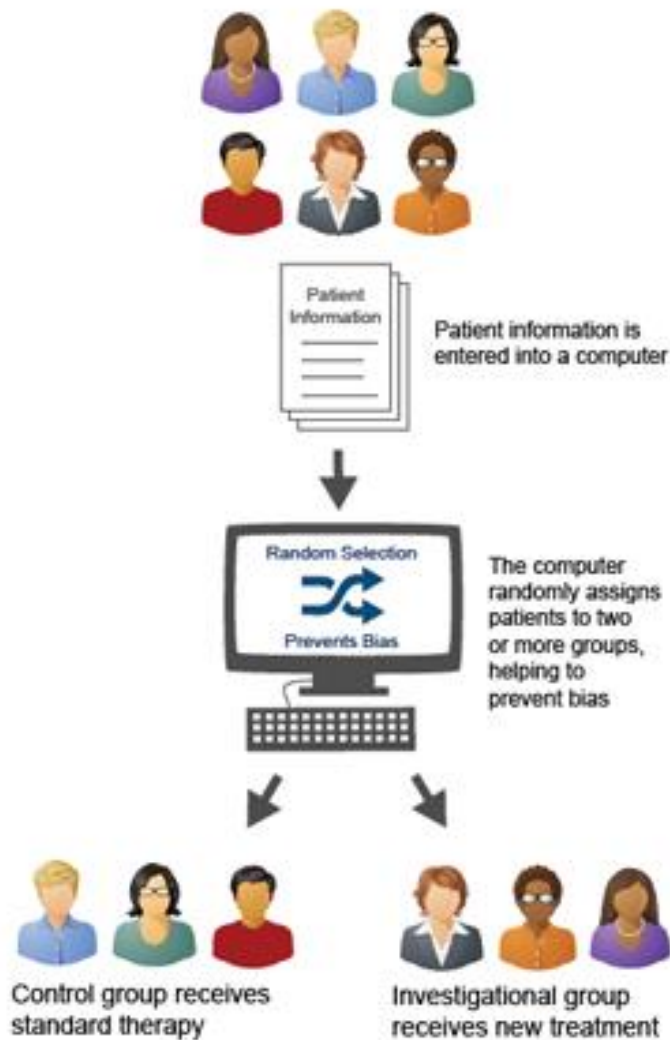 Patient
Information
Patient information is
entered into a computer
Random Selection
Prevents Bias
The computer
randomly assigns
patients to two
or more groups,
helping to
prevent bias
Control group receives
standard therapy
Investigational group
receives new treatment